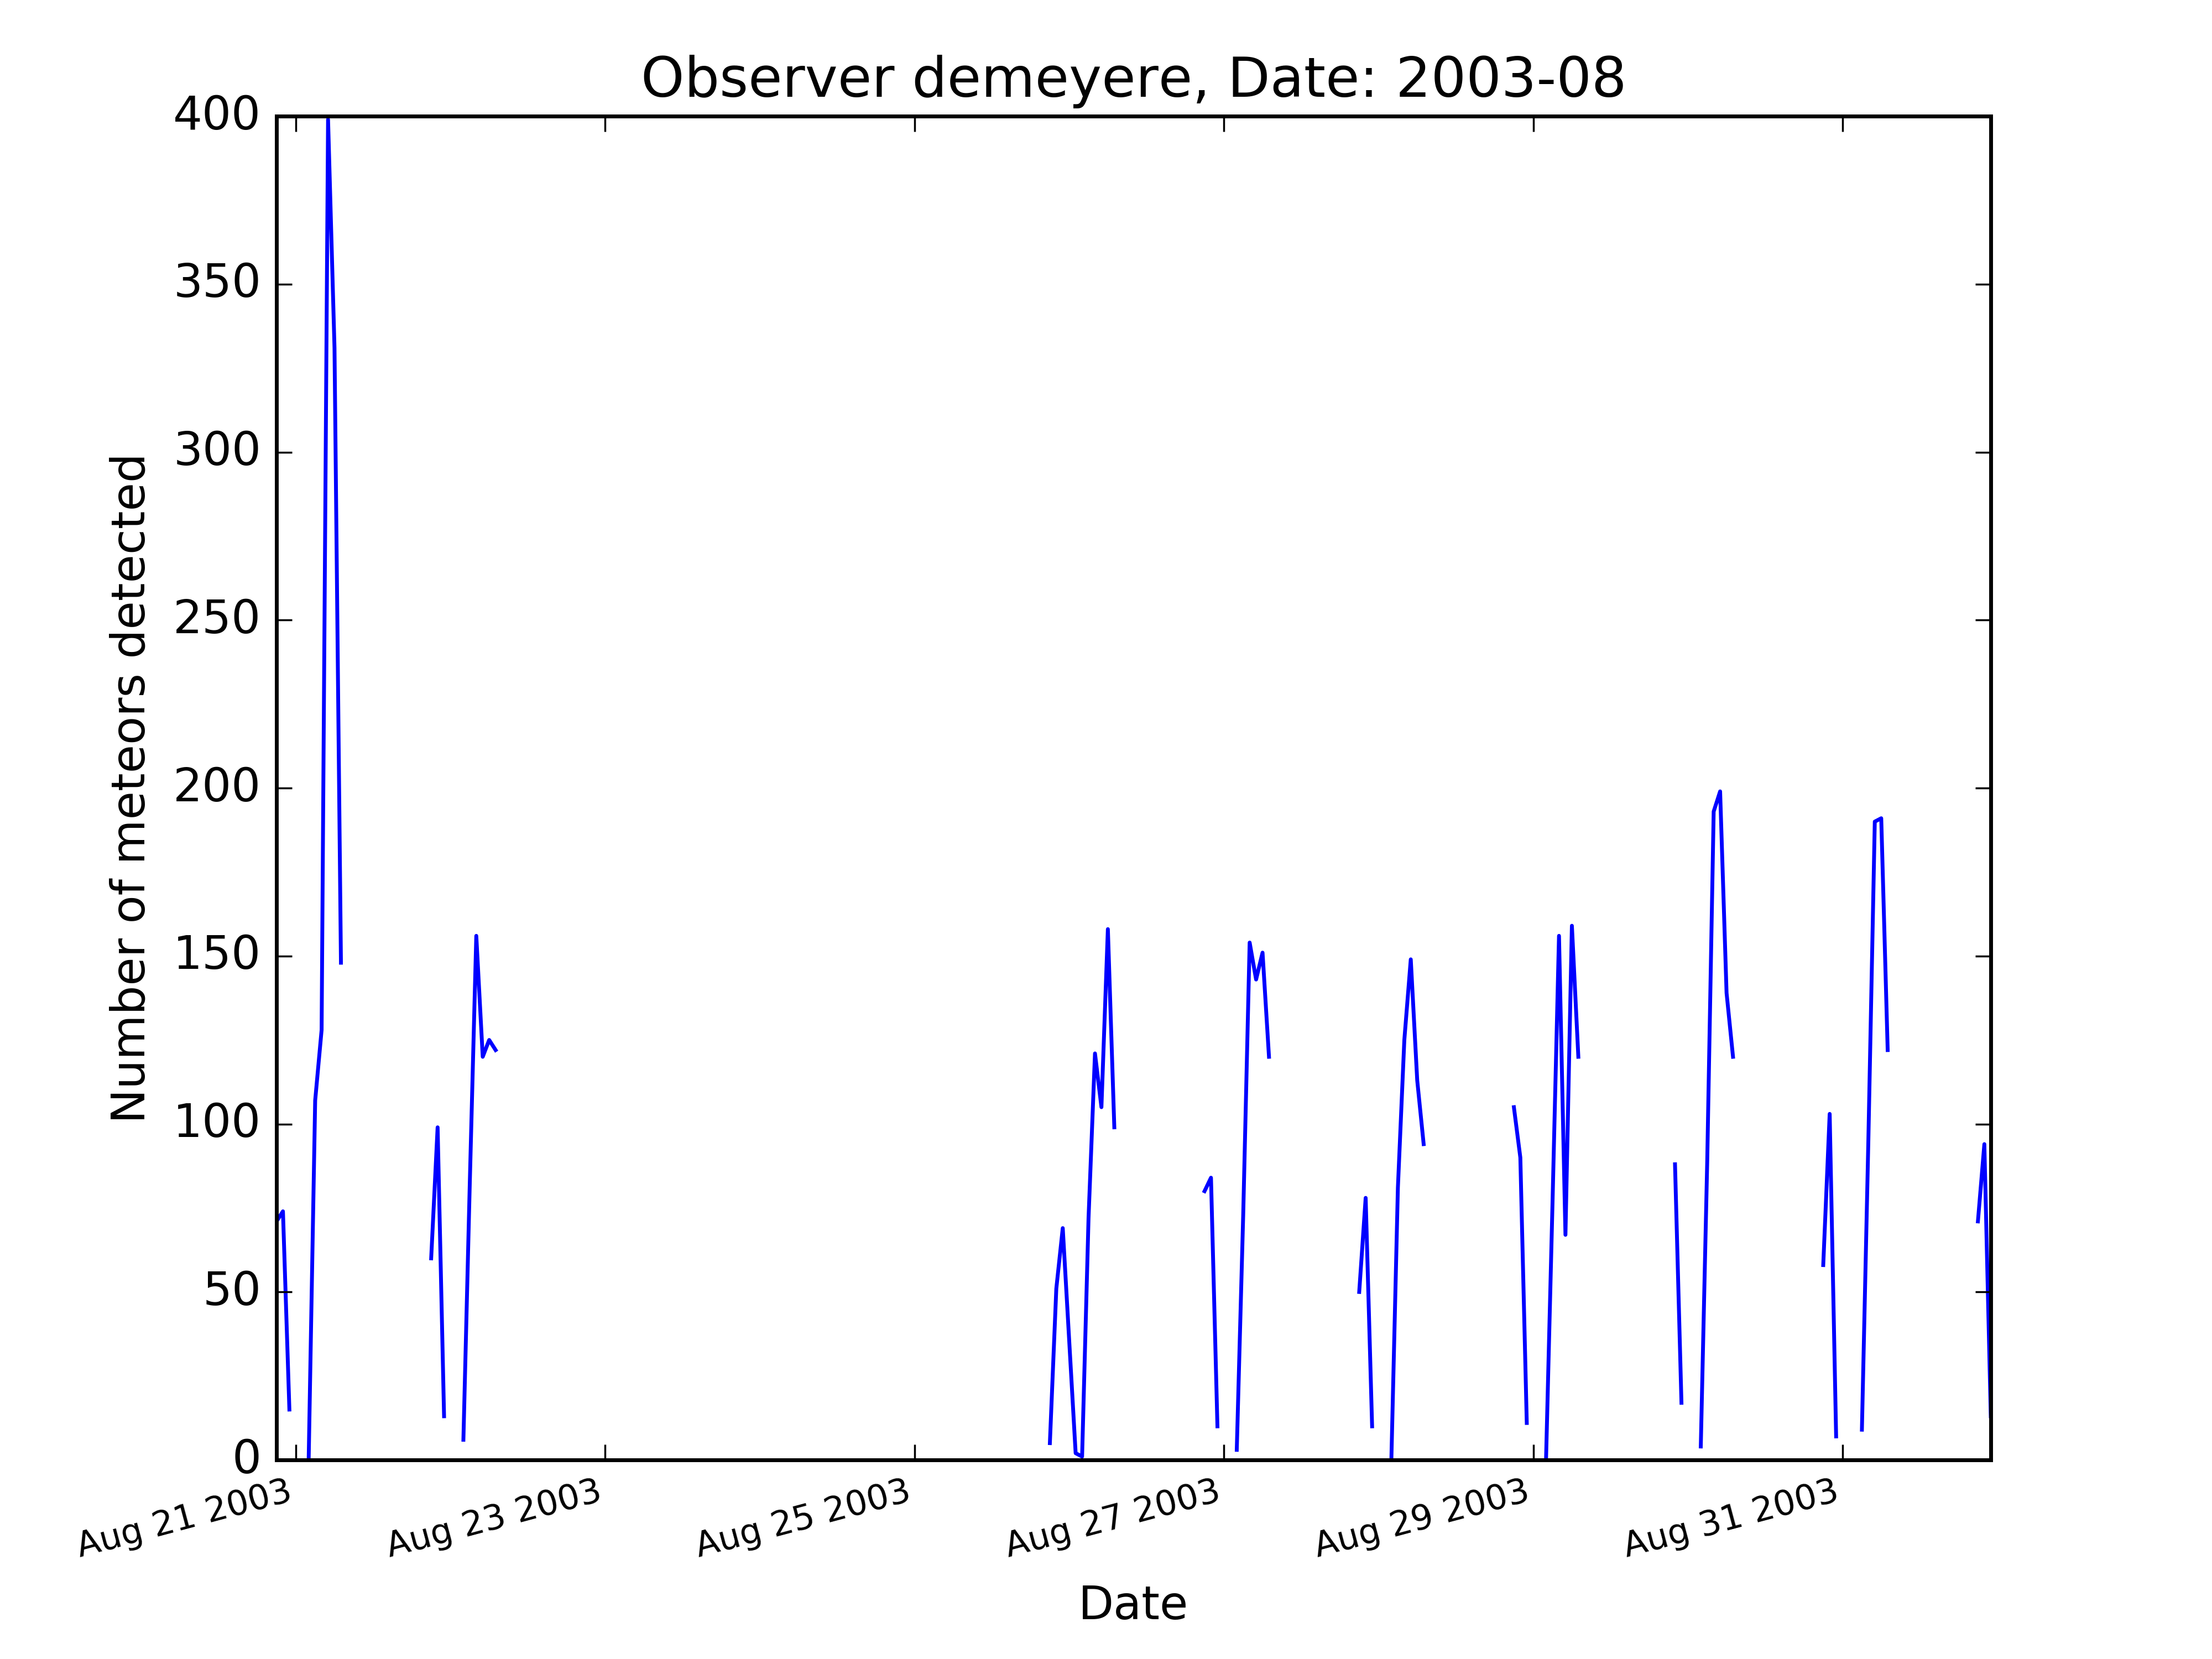 Observer demeyere, Date: 2003-08
Number of meteors detected
400
350
300
250
200
150
100
50
0
Aug 21 2003
Aug 23 2003
Aug 25 2003
Aug 27 2003
Aug 29 2003
Aug 31 2003
Date